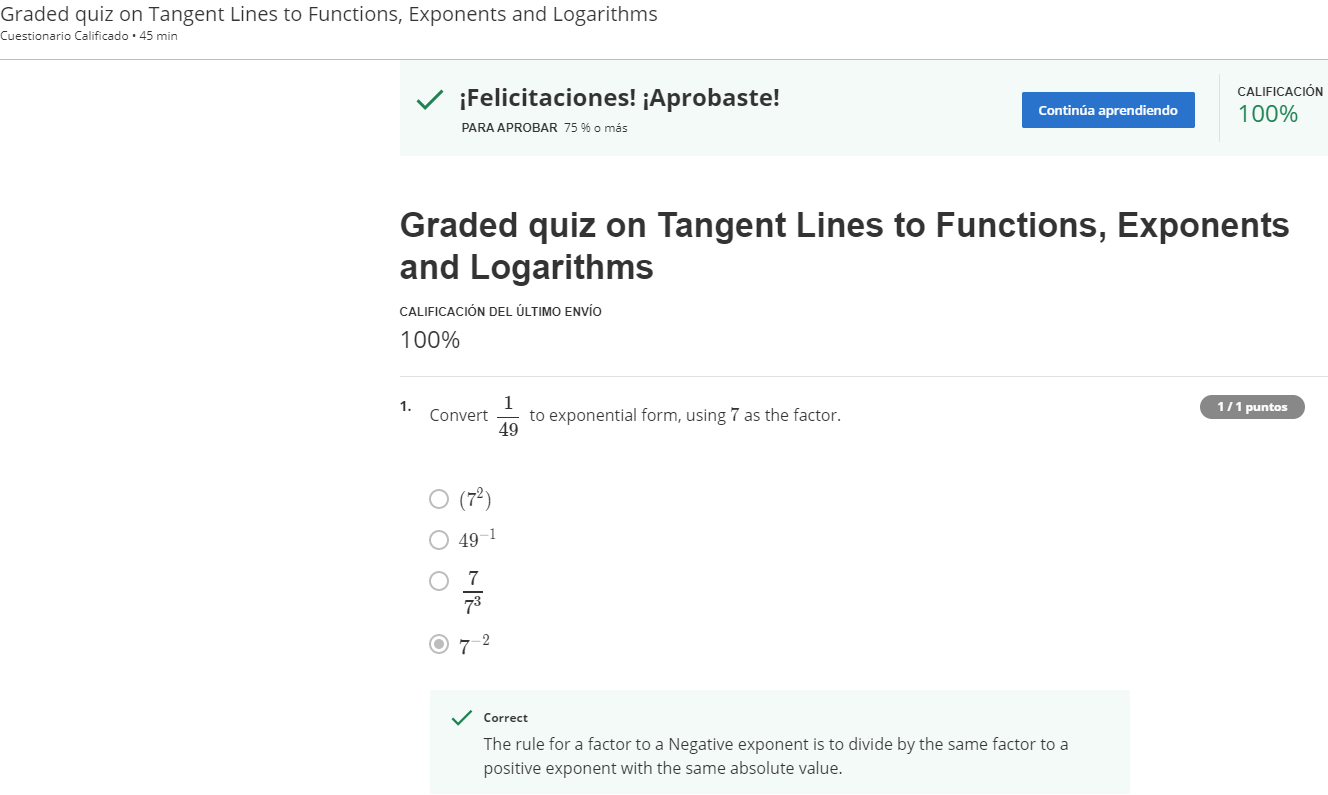 Graded quiz on Tangent Lines to Functions, Exponents and Logarithms
Cuestionario Calificado • 45 min
¡Felicitaciones! ¡Aprobaste!
PARA APROBAR 75 % o más
Continúa aprendiendo
CALIFICACIÓN
100%
Graded quiz on Tangent Lines to Functions, Exponents
and Logarithms
CALIFICACIÓN DEL ÚLTIMO ENVÍO
100%
1. Convert 1/49 to exponential form, using 7 as the factor.
1 / 1 puntos
(7²)
49⁻¹
7/7³
7⁻²
Correct
The rule for a factor to a Negative exponent is to divide by the same factor to a
positive exponent with the same absolute value.